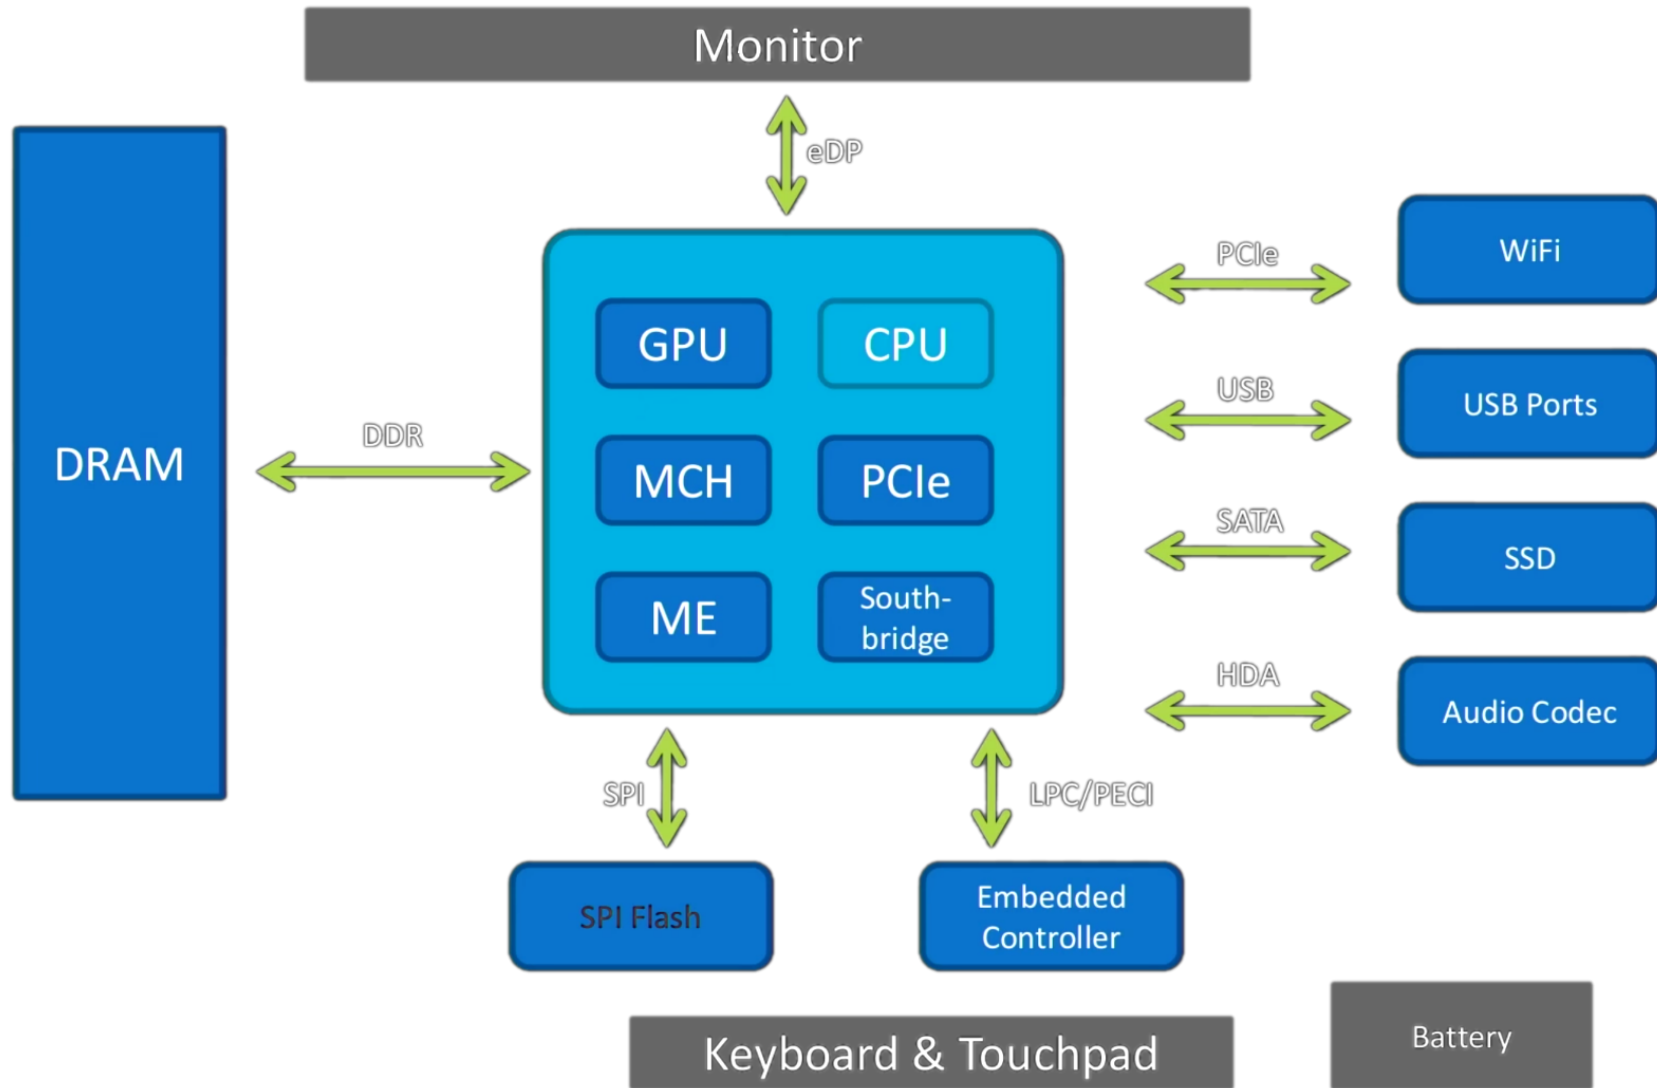 Monitor
eDP
DRAM
DDR
GPU
CPU
MCH
PCIe
ME
South-
bridge
PCIe
WiFi
USB
USB Ports
SATA
SSD
HDA
Audio Codec
SPI
LPC/PECI
SPI Flash
Embedded
Controller
Keyboard & Touchpad
Battery